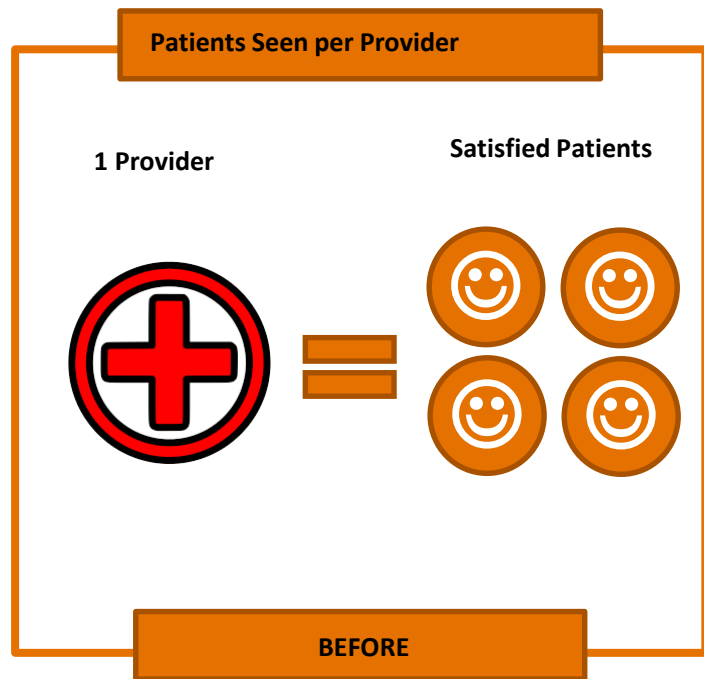 Patients Seen per Provider
1 Provider
Satisfied Patients
BEFORE